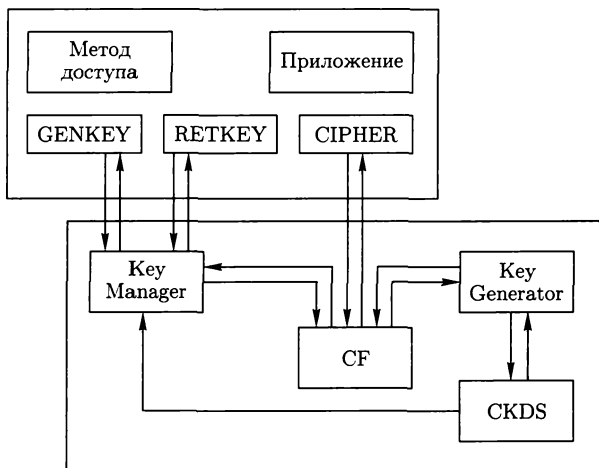 Метод
доступа
Приложение
GENKEY
RETKEY
CIPHER
Key
Manager
Key
Generator
CF
CKDS